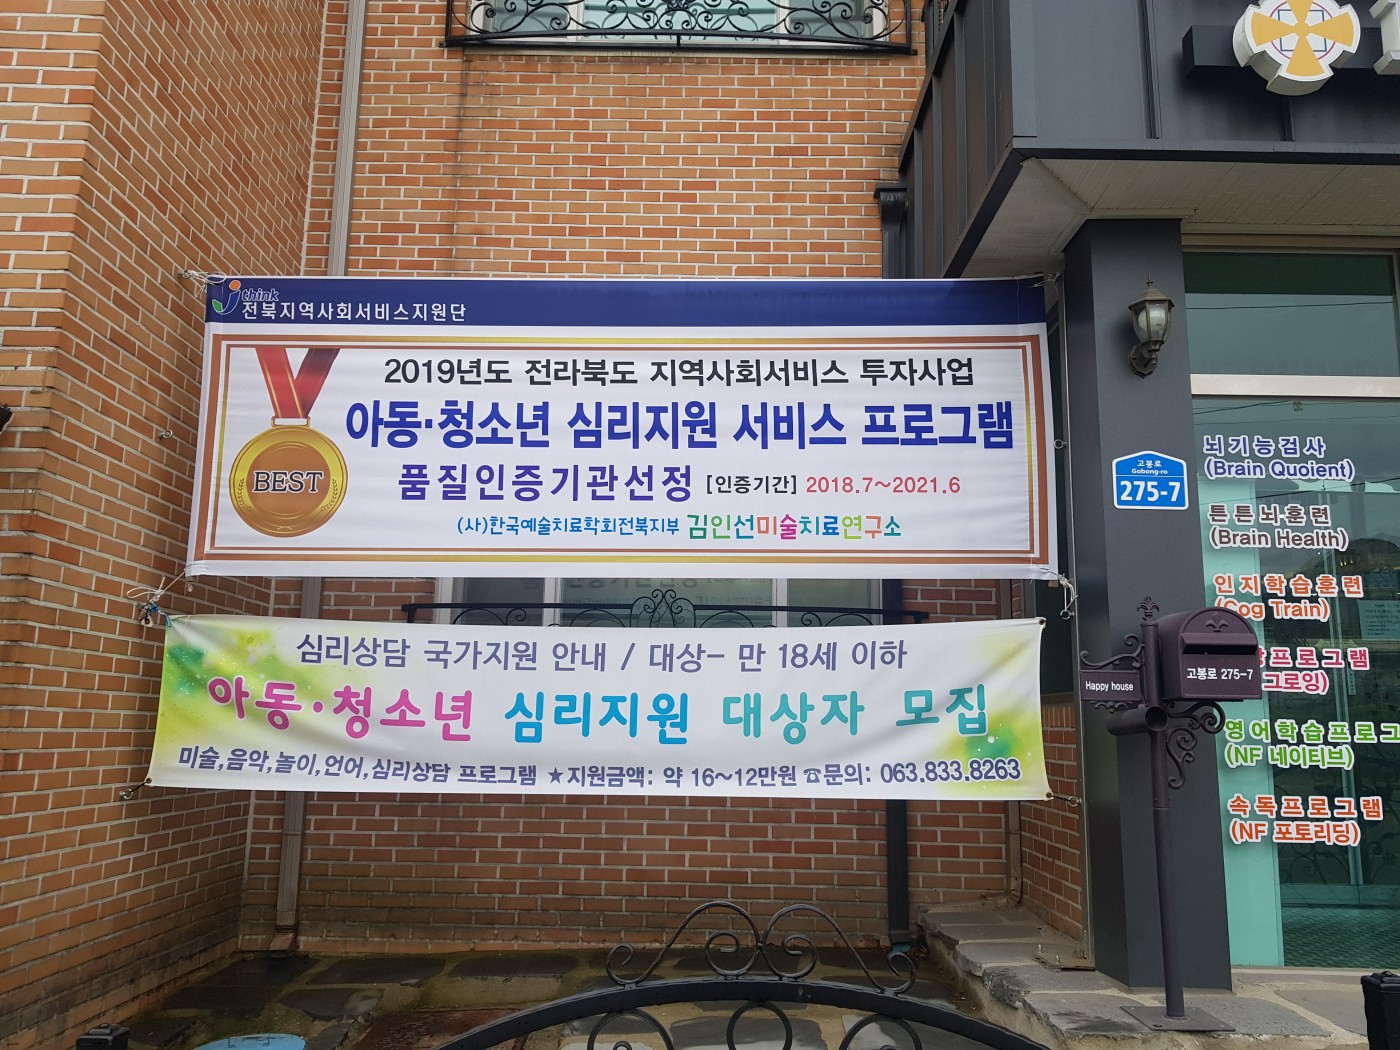 think
전북지역사회서비스지원단
2019년도 전라북도 지역사회서비스 투자사업
아동·청소년 심리지원 서비스 프로그램
BEST
품질인증기관선정 [인증기간] 2018.7~2021.6
(사)한국예술치료학회전북지부 김인선미술치료연구소
심리상담 국가지원 안내 / 대상- 만 18세 이하
아동·청소년 심리지원 대상자 모집
미술,음악,놀이,언어,심리상담 프로그램 ★지원금액: 약 16~12만원 ☎문의: 063.833.8263
고봉로
Gobong-ro
275-7
뇌기능검사
(Brain Quoient)
튼튼뇌훈련
(Brain Health)
인지학습훈련
(Cog Train)
프로그램
그로잉)
영어학습프로그
(NF 네이티브)
속독프로그램
(NF 포토리딩)
Happy house
고봉로 275-7